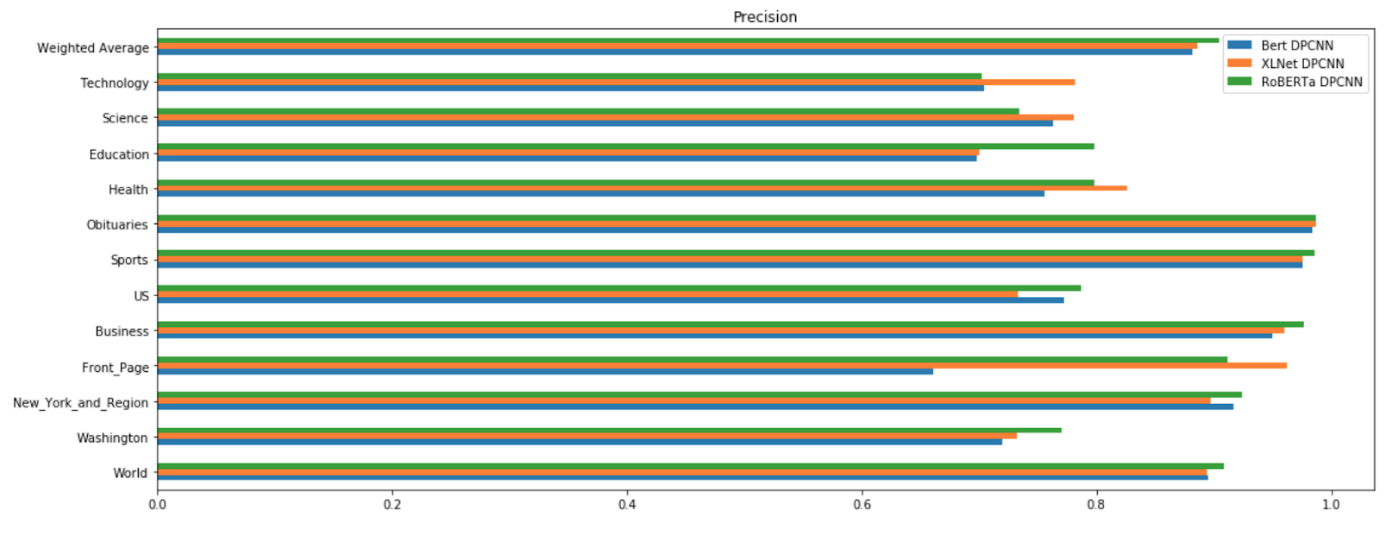 Precision
Weighted Average
Technology
Science
Education
Health
Obituaries
Sports
US
Business
Front_Page
New_York_and_Region
Washington
World
0.0 0.2 0.4 0.6 0.8 1.0
Bert DPCNN
XLNet DPCNN
RoBERTa DPCNN